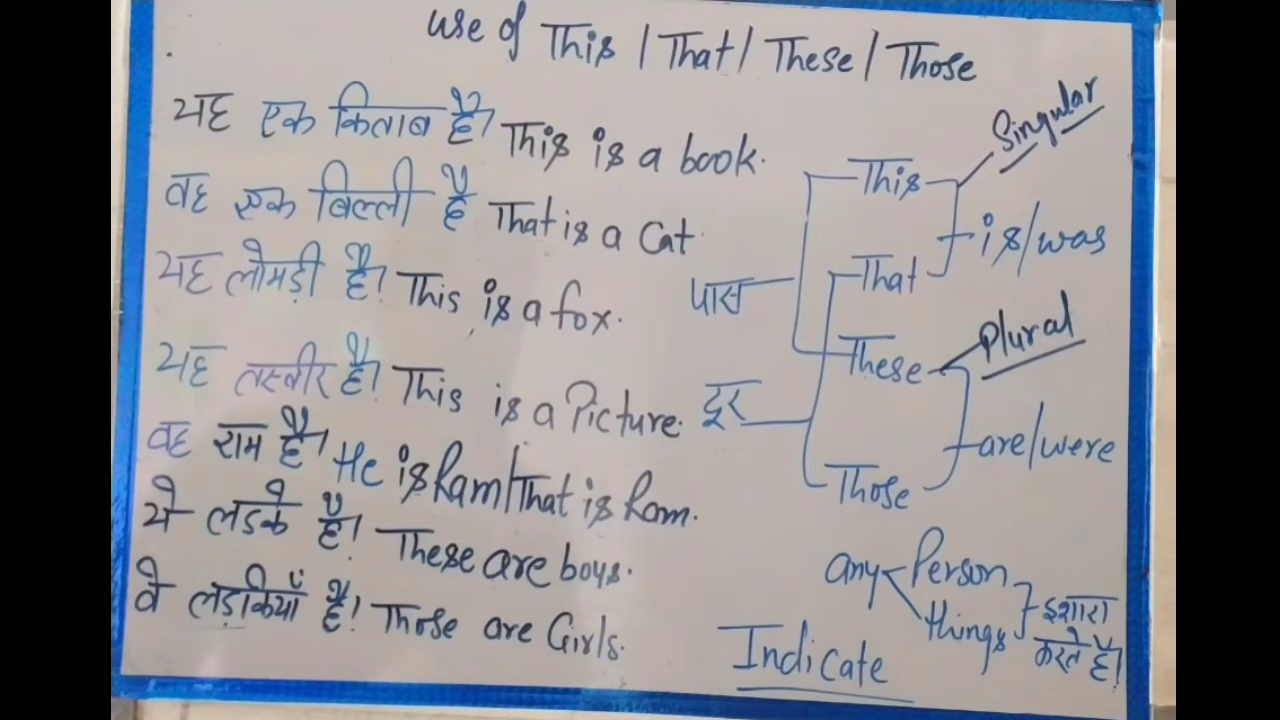 use of This / That / These / Those
यह एक किताब है। This is a book.
वह एक बिल्ली है That is a Cat
यह लोमड़ी है। This is a fox.
यह तस्वीर है। This is a Picture.
वह राम है। He is Ram / That is Ram.
ये लडके है। These are boys.
वे लड़कियाँ है। Those are Girls.
Singular
This
is/was
That
पास
Plural
These
दूर
are/were
Those
any Person
things
इशारा
करते है।
Indicate